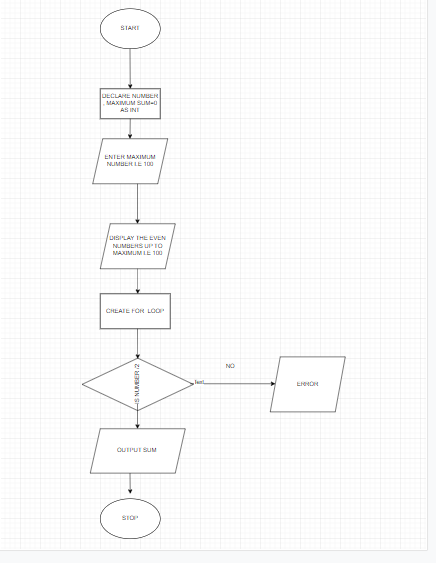 START
DECLARE NUMBER
, MAXIMUM SUM=0
AS INT
ENTER MAXIMUM
NUMBER I.E 100
DISPLAY THE EVEN
NUMBERS UP TO
MAXIMUM I.E 100
CREATE FOR LOOP
IS NUMBER /2
NO
Text
ERROR
OUTPUT SUM
STOP